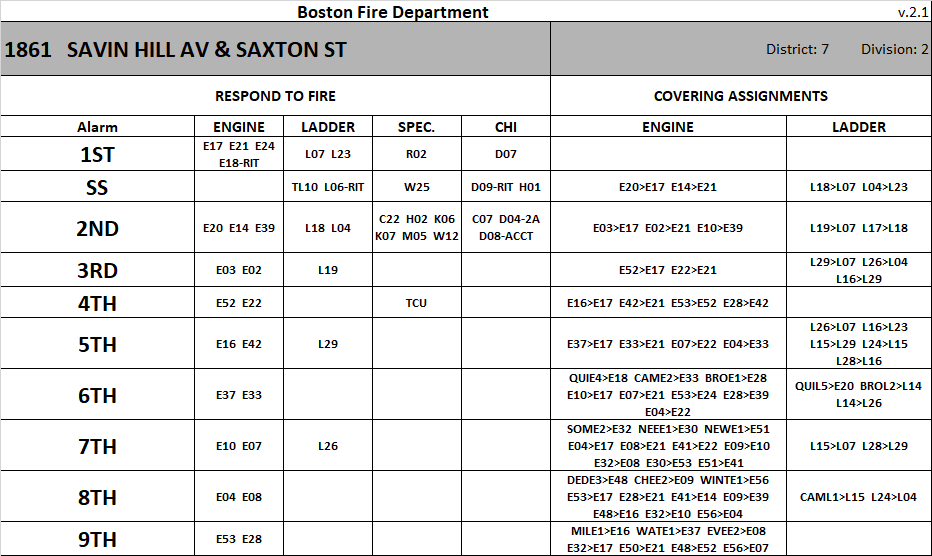 Boston Fire Department v.2.1
1861 SAVIN HILL AV & SAXTON ST District: 7 Division: 2
RESPOND TO FIRE COVERING ASSIGNMENTS
Alarm ENGINE LADDER SPEC. CHI ENGINE LADDER
1ST E17 E21 E24 L07 L23 R02 D07
E18-RIT
SS TL10 L06-RIT W25 D09-RIT H01 E20>E17 E14>E21 L18>L07 L04>L23
2ND E20 E14 E39 L18 L04 C22 H02 K06 C07 D04-2A E03>E17 E02>E21 E10>E39 L19>L07 L17>L18
K07 M05 W12 D08-ACCT
3RD E03 E02 L19 E52>E17 E22>E21 L29>L07 L26>L04
L16>L29
4TH E52 E22 TCU E16>E17 E42>E21 E53>E52 E28>E42
5TH E16 E42 L29 E37>E17 E33>E21 E07>E22 E04>E33 L26>L07 L16>L23
L15>L29 L24>L15
L28>L16
6TH E37 E33 QUIE4>E18 CAME2>E33 BROE1>E28 QUIL5>E20 BROL2>L14
E10>E17 E07>E21 E53>E24 E28>E39 L14>L26
E04>E22
7TH E10 E07 L26 SOME2>E32 NEEE1>E30 NEWE1>E51 L15>L07 L28>L29
E04>E17 E08>E21 E41>E22 E09>E10
E32>E08 E30>E53 E51>E41
8TH E04 E08 DEDE3>E48 CHEE2>E09 WINTE1>E56 CAML1>L15 L24>L04
E53>E17 E28>E21 E41>E14 E09>E39
E48>E16 E32>E10 E56>E04
9TH E53 E28 MILE1>E16 WATE1>E37 EVEE2>E08
E32>E17 E50>E21 E48>E52 E56>E07